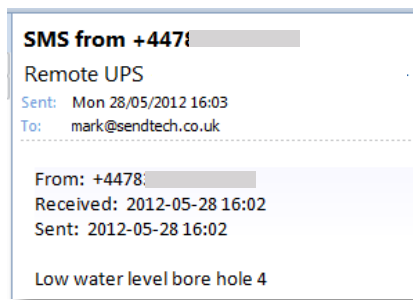 SMS from +4478
Remote UPS
Sent: Mon 28/05/2012 16:03
To: mark@sendtech.co.uk
From: +4478
Received: 2012-05-28 16:02
Sent: 2012-05-28 16:02
Low water level bore hole 4